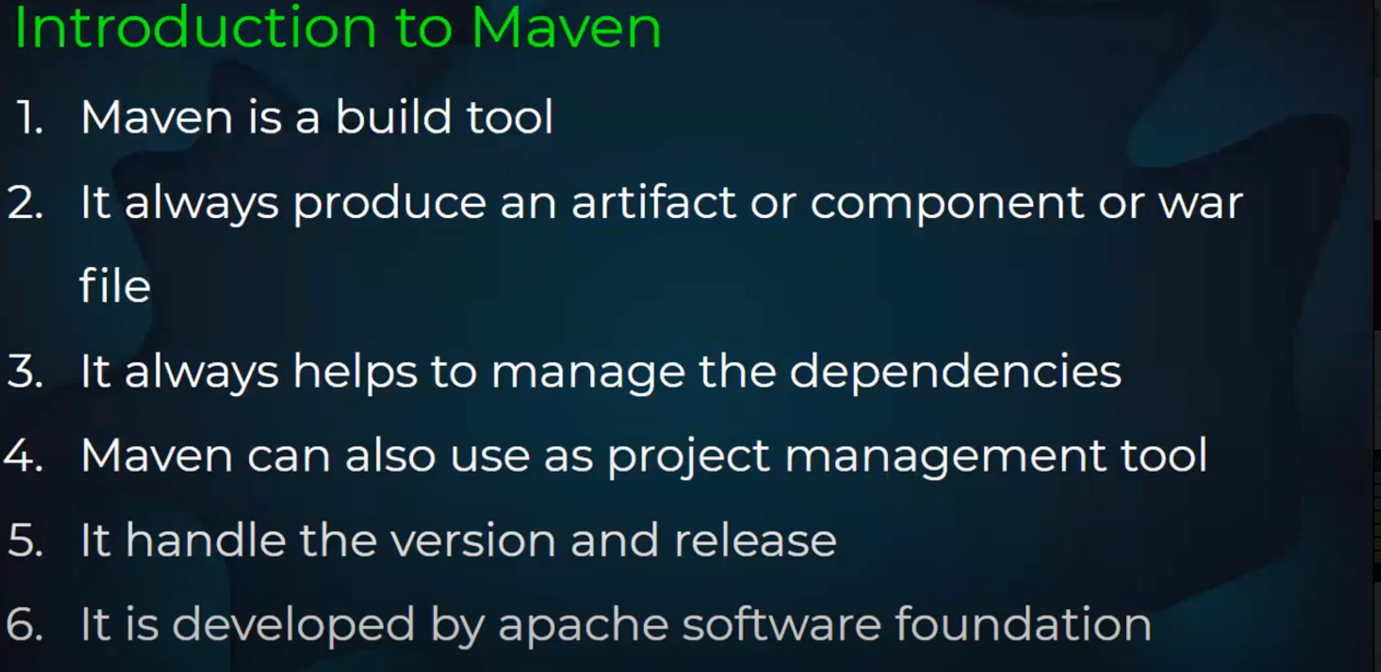 Introduction to Maven
1. Maven is a build tool
2. It always produce an artifact or component or war
file
3. It always helps to manage the dependencies
4. Maven can also use as project management tool
5. It handle the version and release
6. It is developed by apache software foundation